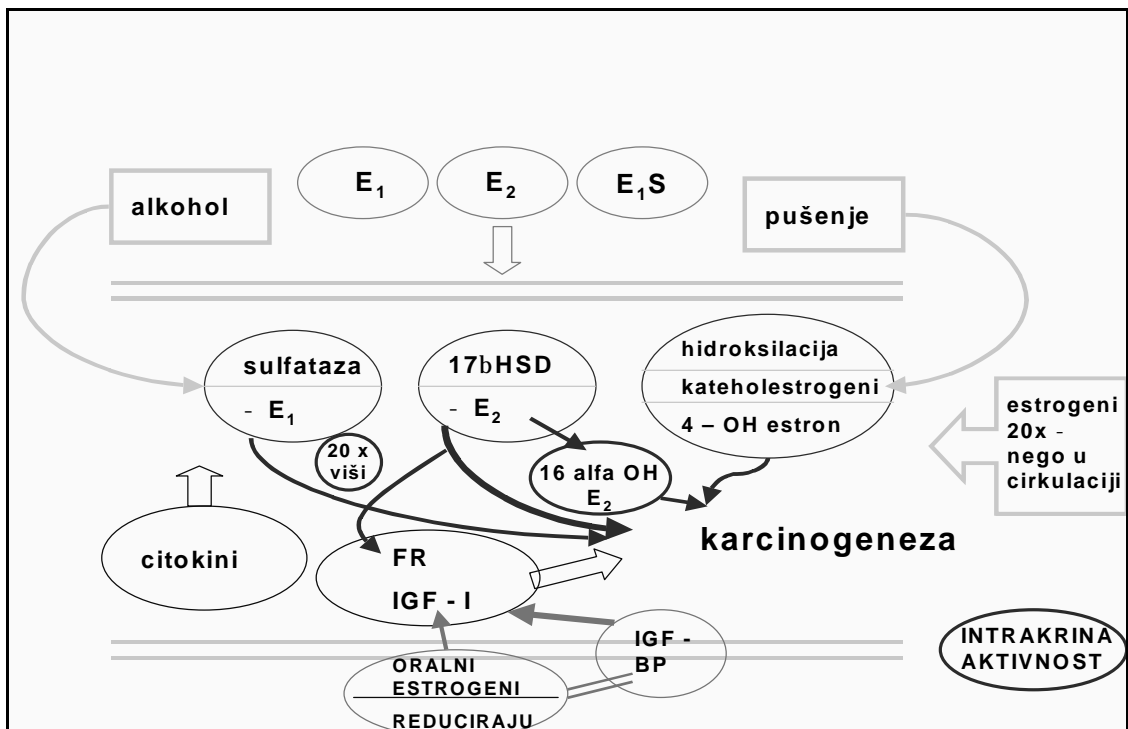 E₁
E₂
E₁S
alkohol
pušenje
sulfataza
- E₁
20 x
viši
17bHSD
- E₂
hidroksilacija
kateholestrogeni
4 – OH estron
16 alfa OH
E₂
estrogeni
20x -
nego u
cirkulaciji
karcinogeneza
citokini
FR
IGF - I
IGF -
BP
ORALNI
ESTROGENI
REDUCIRAJU
INTRAKRINA
AKTIVNOST